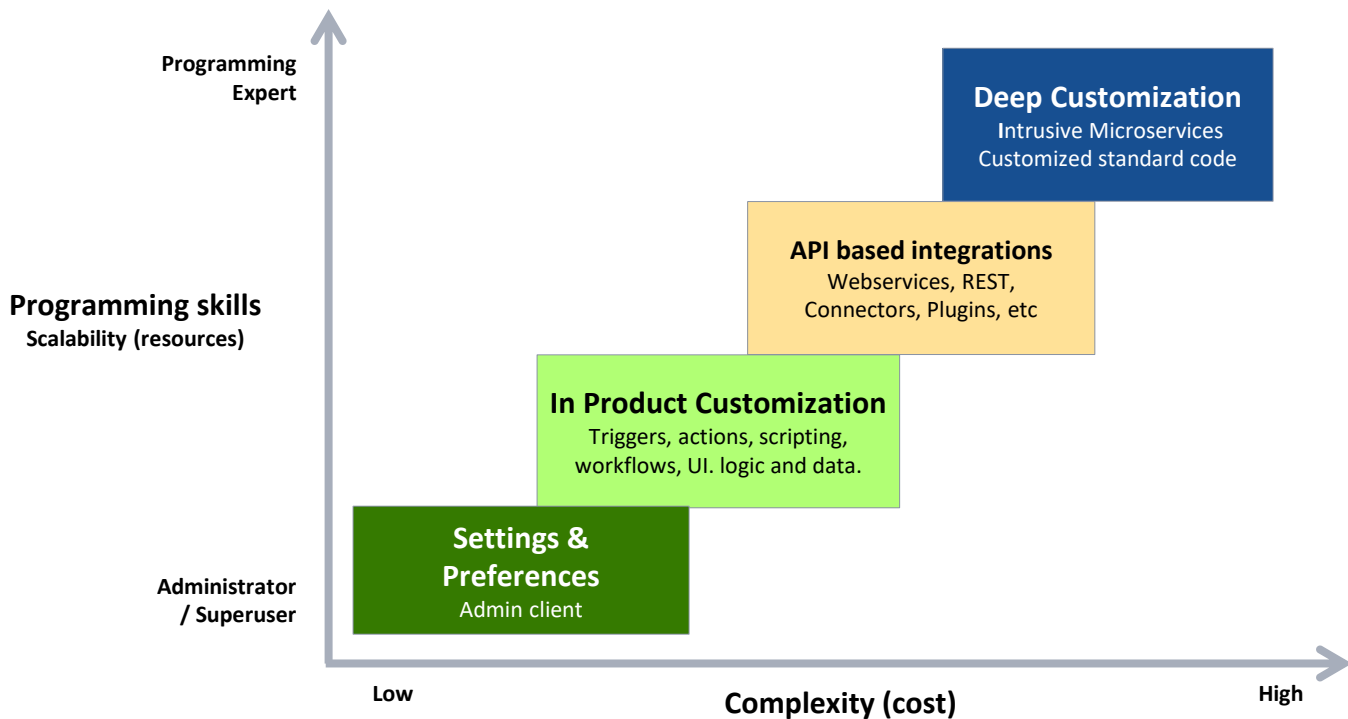 Programming
Expert
Deep Customization
Intrusive Microservices
Customized standard code
API based integrations
Webservices, REST,
Connectors, Plugins, etc
Programming skills
Scalability (resources)
In Product Customization
Triggers, actions, scripting,
workflows, UI. logic and data.
Settings &
Preferences
Admin client
Administrator
/ Superuser
Low
Complexity (cost)
High